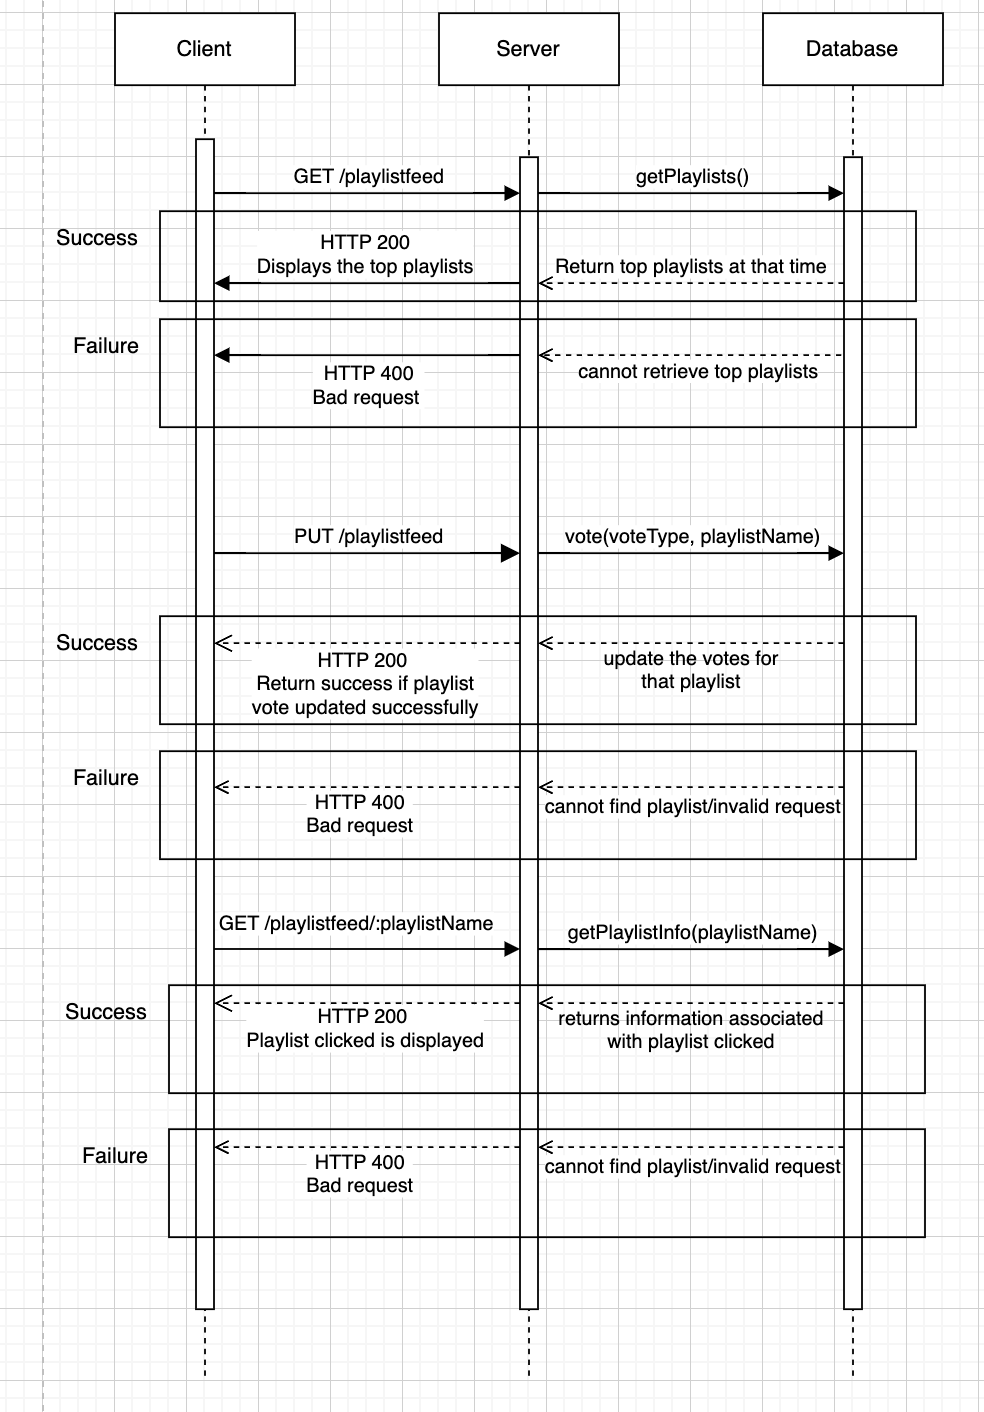 Client
Server
Database
GET /playlistfeed
getPlaylists()
Success
HTTP 200
Displays the top playlists
Return top playlists at that time
Failure
HTTP 400
Bad request
cannot retrieve top playlists
PUT /playlistfeed
vote(voteType, playlistName)
Success
HTTP 200
Return success if playlist
vote updated successfully
update the votes for
that playlist
Failure
HTTP 400
Bad request
cannot find playlist/invalid request
GET /playlistfeed/:playlistName
getPlaylistInfo(playlistName)
Success
HTTP 200
Playlist clicked is displayed
returns information associated
with playlist clicked
Failure
HTTP 400
Bad request
cannot find playlist/invalid request